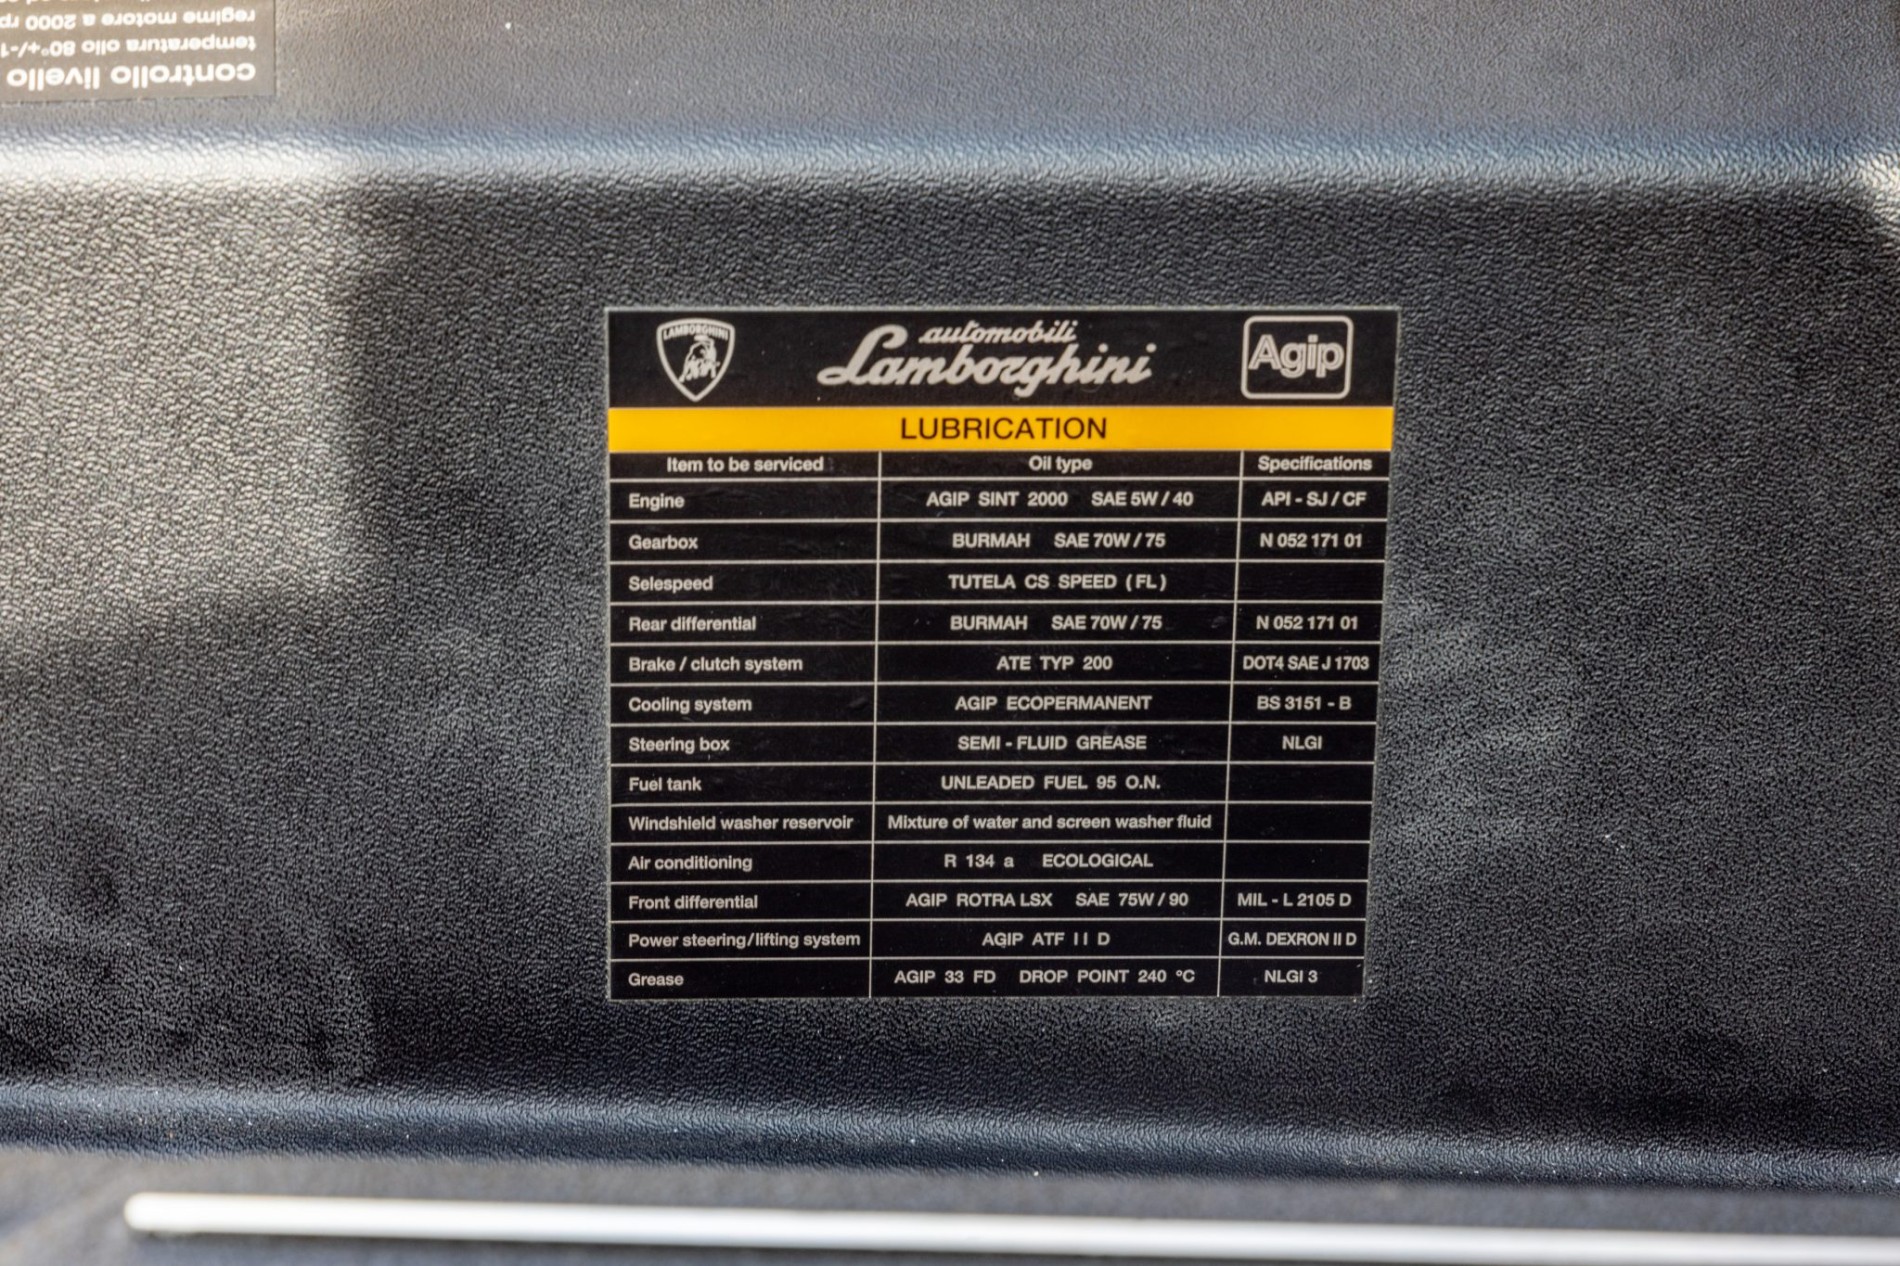 controllo livello
temperatura olio 80°+/-1
regime motore a 2000 rp
LAMBORGHINI
automobili
Lamborghini
Agip
LUBRICATION
Item to be serviced Oil type Specifications
Engine AGIP SINT 2000 SAE 5W / 40 API - SJ / CF
Gearbox BURMAH SAE 70W / 75 N 052 171 01
Selespeed TUTELA CS SPEED ( FL )
Rear differential BURMAH SAE 70W / 75 N 052 171 01
Brake / clutch system ATE TYP 200 DOT4 SAE J 1703
Cooling system AGIP ECOPERMANENT BS 3151 - B
Steering box SEMI - FLUID GREASE NLGI
Fuel tank UNLEADED FUEL 95 O.N.
Windshield washer reservoir Mixture of water and screen washer fluid
Air conditioning R 134 a ECOLOGICAL
Front differential AGIP ROTRA LSX SAE 75W / 90 MIL - L 2105 D
Power steering/lifting system AGIP ATF II D G.M. DEXRON II D
Grease AGIP 33 FD DROP POINT 240 °C NLGI 3